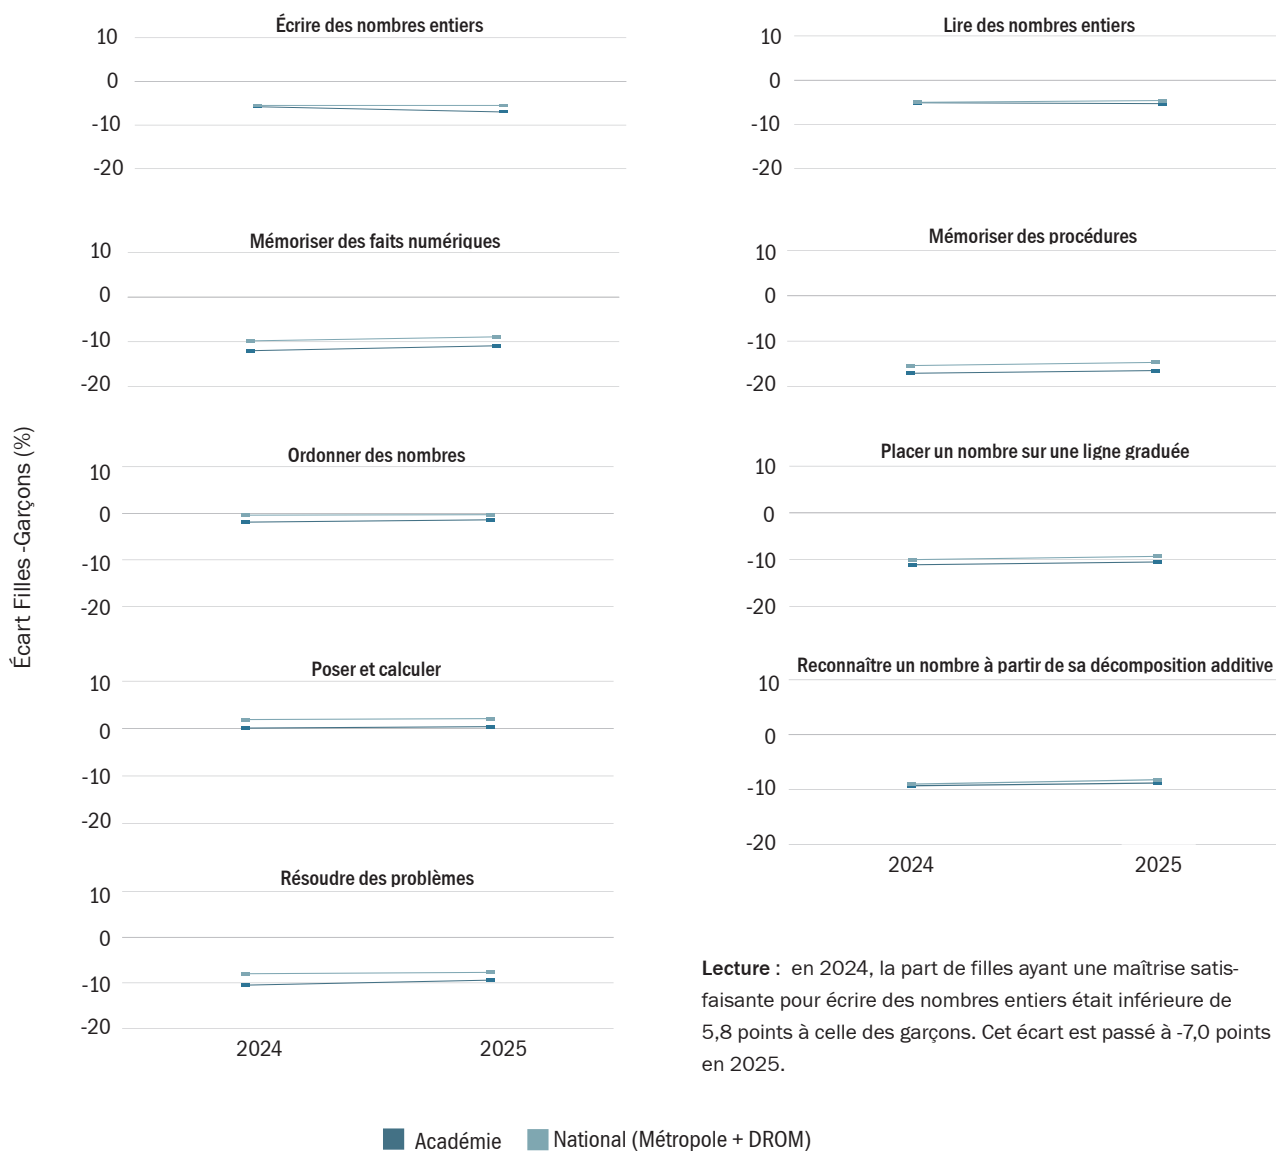 Écrire des nombres entiers
10
0
-10
-20
Lire des nombres entiers
10
0
-10
-20
Mémoriser des faits numériques
10
0
-10
-20
Mémoriser des procédures
10
0
-10
-20
Écart Filles -Garçons (%)
Ordonner des nombres
10
0
-10
-20
Placer un nombre sur une ligne graduée
10
0
-10
-20
Poser et calculer
10
0
-10
-20
Reconnaître un nombre à partir de sa décomposition additive
10
0
-10
-20
2024 2025
Résoudre des problèmes
10
0
-10
-20
2024 2025
Lecture : en 2024, la part de filles ayant une maîtrise satis-
faisante pour écrire des nombres entiers était inférieure de
5,8 points à celle des garçons. Cet écart est passé à -7,0 points
en 2025.
Académie National (Métropole + DROM)